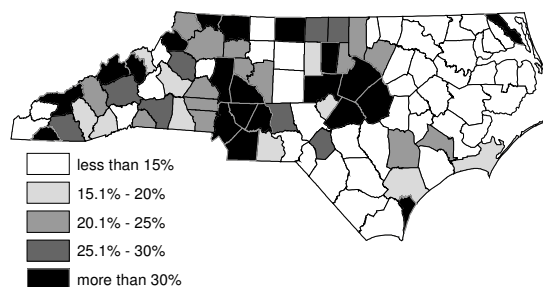 less than 15%
15.1% - 20%
20.1% - 25%
25.1% - 30%
more than 30%